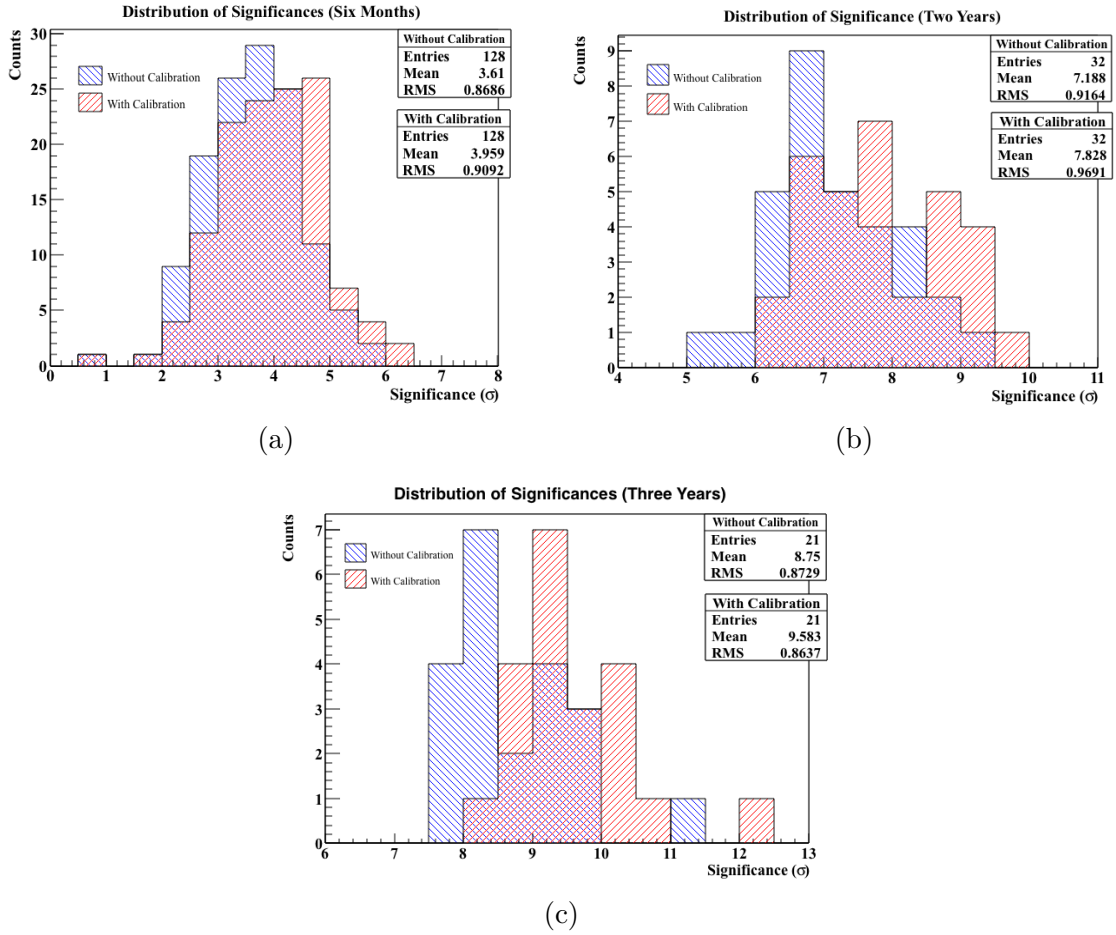 Distribution of Significances (Six Months)
Counts
30
25
20
15
10
5
0
0 1 2 3 4 5 6 7 8
Significance (σ)
Without Calibration
With Calibration
Without Calibration
Entries 128
Mean 3.61
RMS 0.8686
With Calibration
Entries 128
Mean 3.959
RMS 0.9092
(a)
Distribution of Significance (Two Years)
Counts
9
8
7
6
5
4
3
2
1
0
4 5 6 7 8 9 10 11
Significance (σ)
Without Calibration
With Calibration
Without Calibration
Entries 32
Mean 7.188
RMS 0.9164
With Calibration
Entries 32
Mean 7.828
RMS 0.9691
(b)
Distribution of Significances (Three Years)
Counts
7
6
5
4
3
2
1
0
6 7 8 9 10 11 12 13
Significance (σ)
Without Calibration
With Calibration
Without Calibration
Entries 21
Mean 8.75
RMS 0.8729
With Calibration
Entries 21
Mean 9.583
RMS 0.8637
(c)